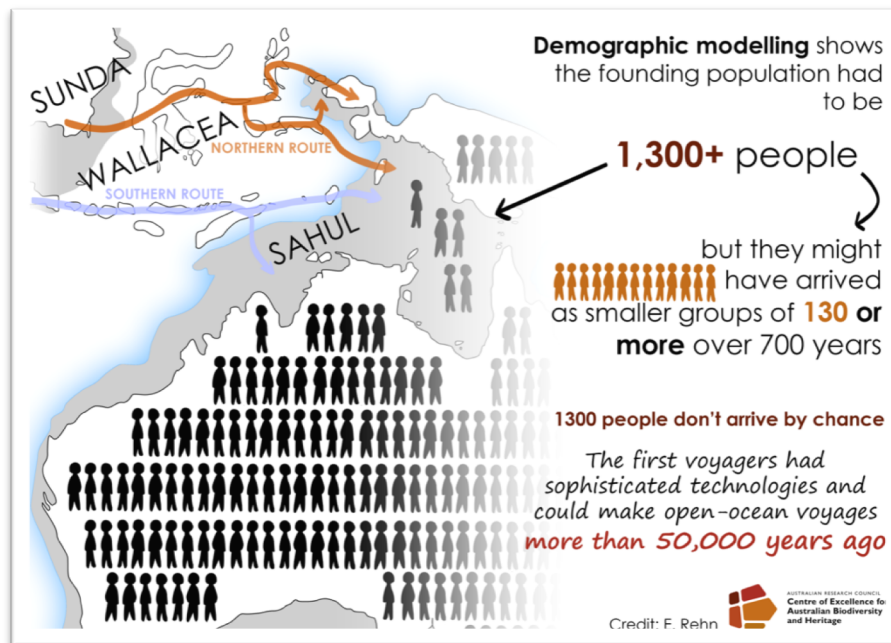 SUNDA
WALLACEA
NORTHERN ROUTE
SOUTHERN ROUTE
SAHUL
Demographic modelling shows
the founding population had
to be
1,300+ people
but they might
have arrived
as smaller groups of 130 or
more over 700 years
1300 people don't arrive by chance
The first voyagers had
sophisticated technologies and
could make open-ocean voyages
more than 50,000 years ago
Credit: E. Rehn
AUSTRALIAN RESEARCH COUNCIL
Centre of Excellence for
Australian Biodiversity
and Heritage